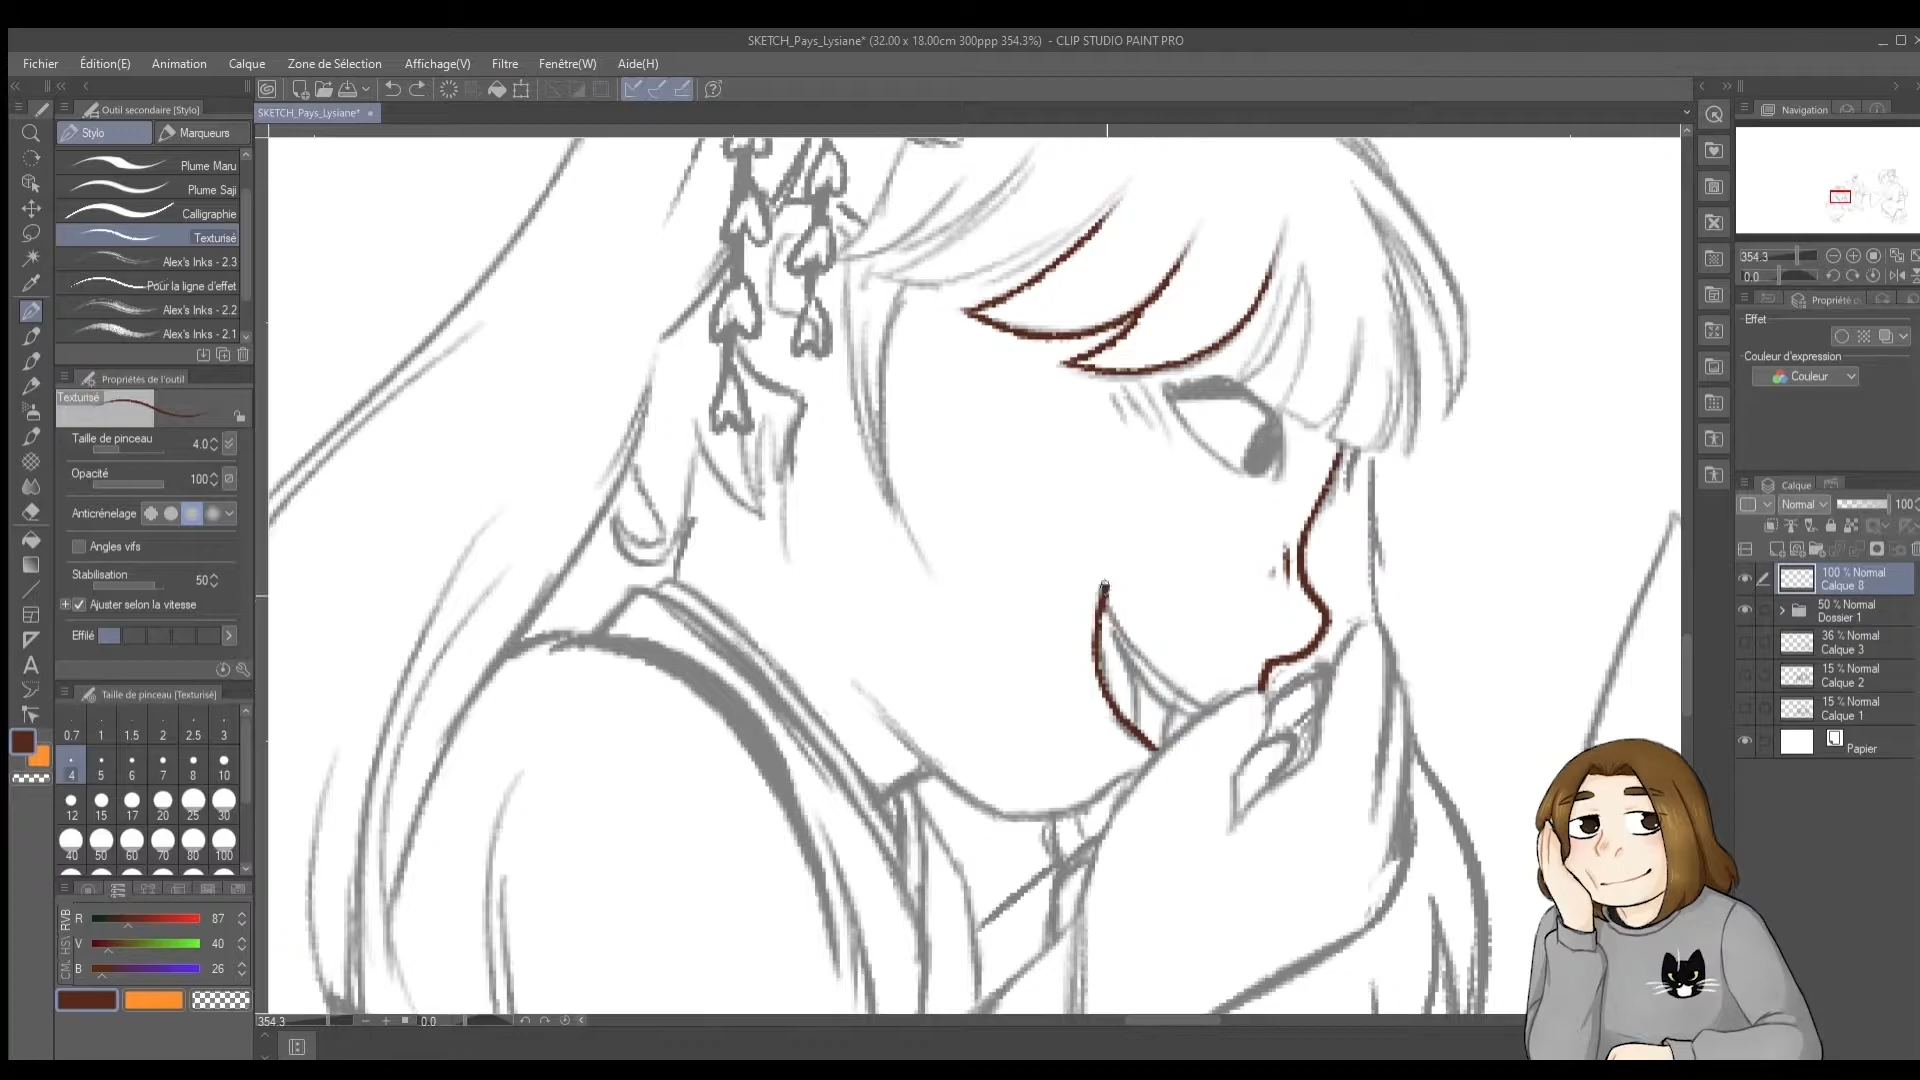 SKETCH_Pays_Lysiane* (32.00 x 18.00cm 300ppp 354.3%) - CLIP STUDIO PAINT PRO
Fichier Édition(E) Animation Calque Zone de Sélection Affichage(V) Filtre Fenêtre(W) Aide(H)
Outil secondaire [Stylo]
SKETCH_Pays_Lysiane*
Navigation
Stylo
Marqueurs
Plume Maru
Plume Saji
Calligraphie
Texturisé
Alex's Inks - 2.3
Pour la ligne d'effet
Alex's Inks - 2.2
Alex's Inks - 2.1
Propriétés de l'outil
Texturisé
Taille de pinceau 4.0
Opacité 100
Anticrénelage
Angles vifs
Stabilisation 50
Ajuster selon la vitesse
Effilé
Taille de pinceau [Texturisé]
0.7 1 1.5 2 2.5 3
4 5 6 7 8 10
12 15 17 20 25 30
40 50 60 70 80 100
RVB
HSV
R 87
V 40
B 26
354.3 0.0
354.3
0.0
Effet
Couleur d'expression
Couleur
Calque
Normal 100
100 % Normal
Calque 8
50 % Normal
Dossier 1
36 % Normal
Calque 3
15 % Normal
Calque 2
15 % Normal
Calque 1
Papier